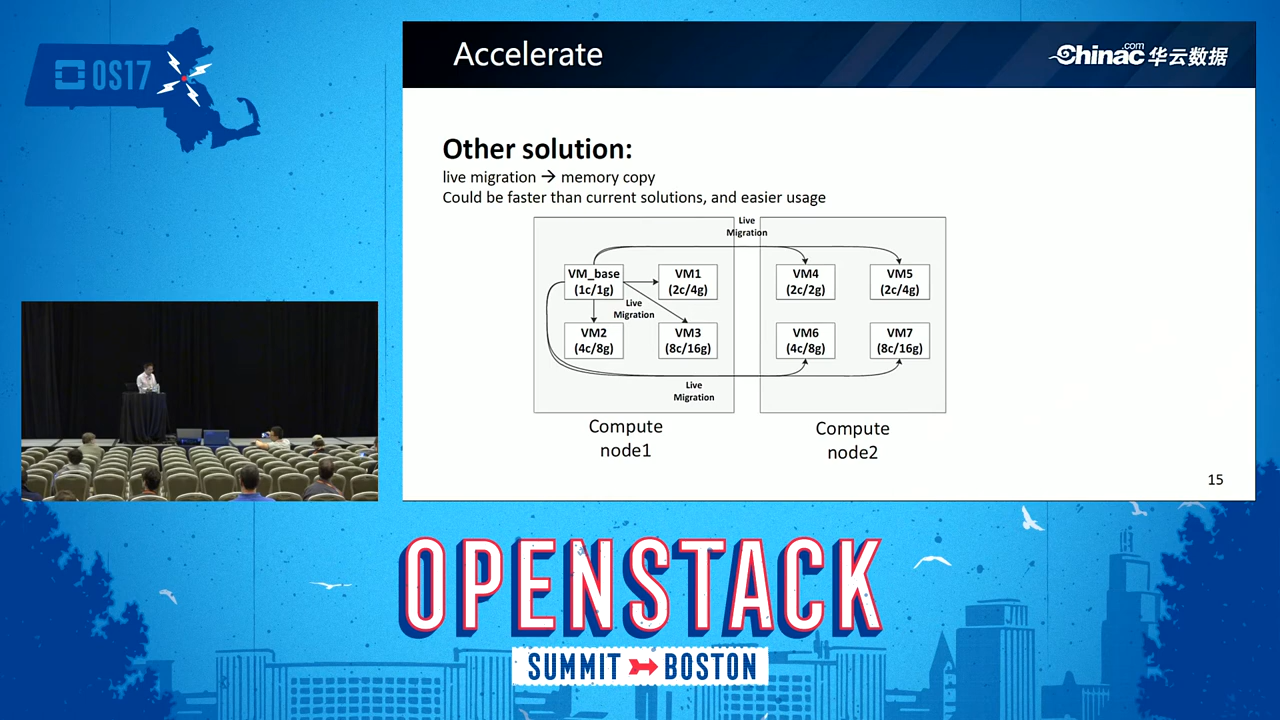 OS17
Accelerate
Chinac
.com
华云数据
Other solution:
live migration → memory copy
Could be faster than current solutions, and easier usage
Live
Migration
VM_base
(1c/1g)
VM1
(2c/4g)
VM4
(2c/2g)
VM5
(2c/4g)
Live
Migration
VM2
(4c/8g)
VM3
(8c/16g)
VM6
(4c/8g)
VM7
(8c/16g)
Live
Migration
Compute
node1
Compute
node2
15
OPENSTACK
SUMMIT BOSTON